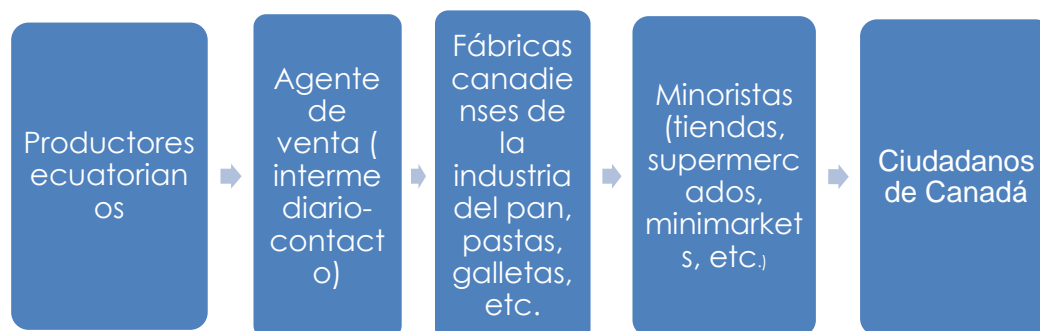 Productores
ecuatorian
os
Agente
de
venta (
interme
diario-
contact
o)
Fábricas
canadie
nses de
la
industria
del pan,
pastas,
galletas,
etc.
Minoristas
(tiendas,
supermerc
ados,
minimarket
s, etc.)
Ciudadanos
de Canadá